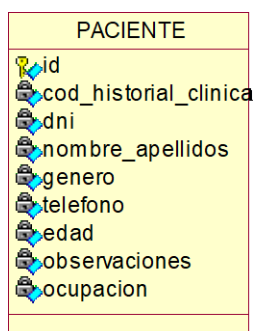 PACIENTE
id
cod_historial_clinica
dni
nombre_apellidos
genero
telefono
edad
observaciones
ocupacion